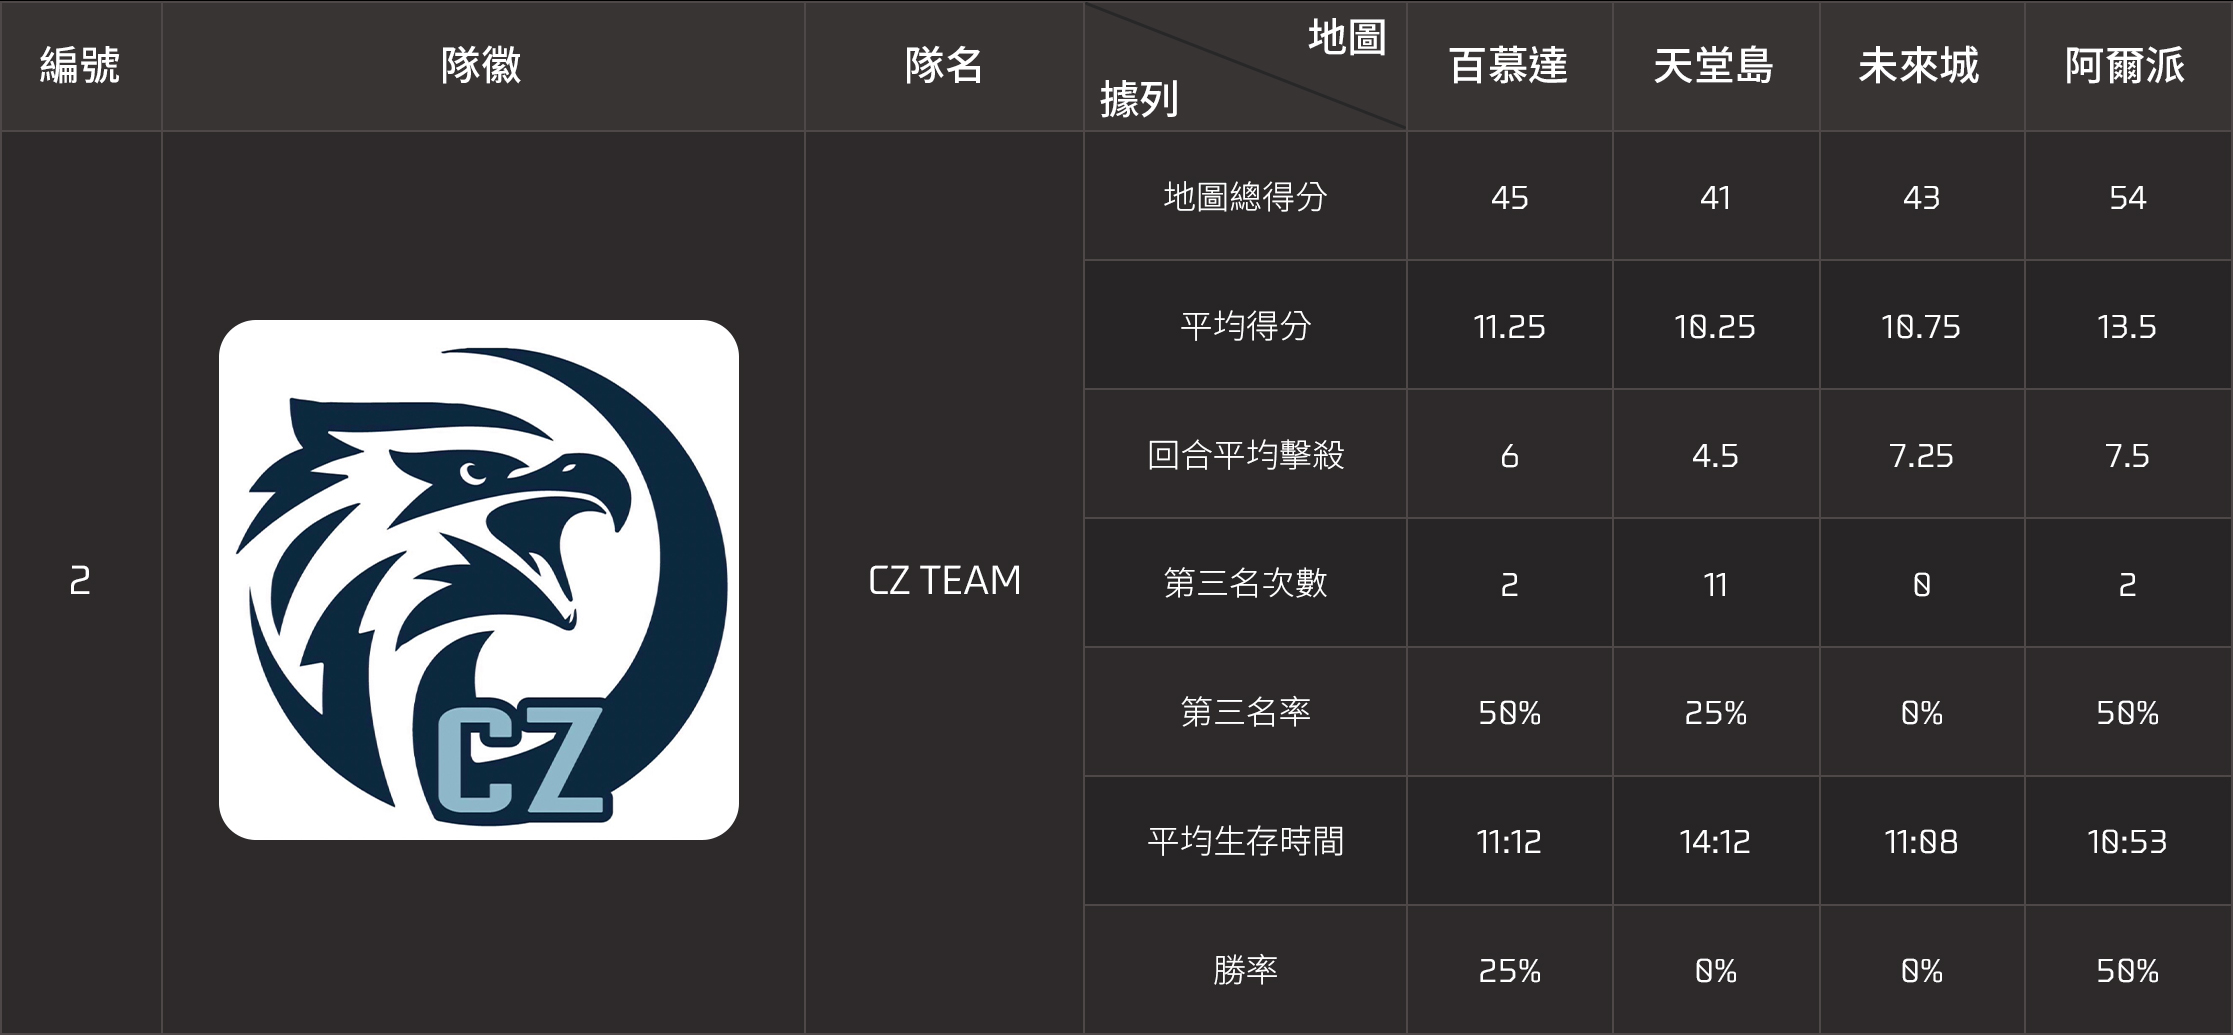 編號 隊徽 隊名 地圖 據列 百慕達 天堂島 未來城 阿爾派
2 CZ CZ TEAM
地圖總得分 45 41 43 54
平均得分 11.25 10.25 10.75 13.5
回合平均擊殺 6 4.5 7.25 7.5
第三名次數 2 11 0 2
第三名率 50% 25% 0% 50%
平均生存時間 11:12 14:12 11:08 10:53
勝率 25% 0% 0% 50%